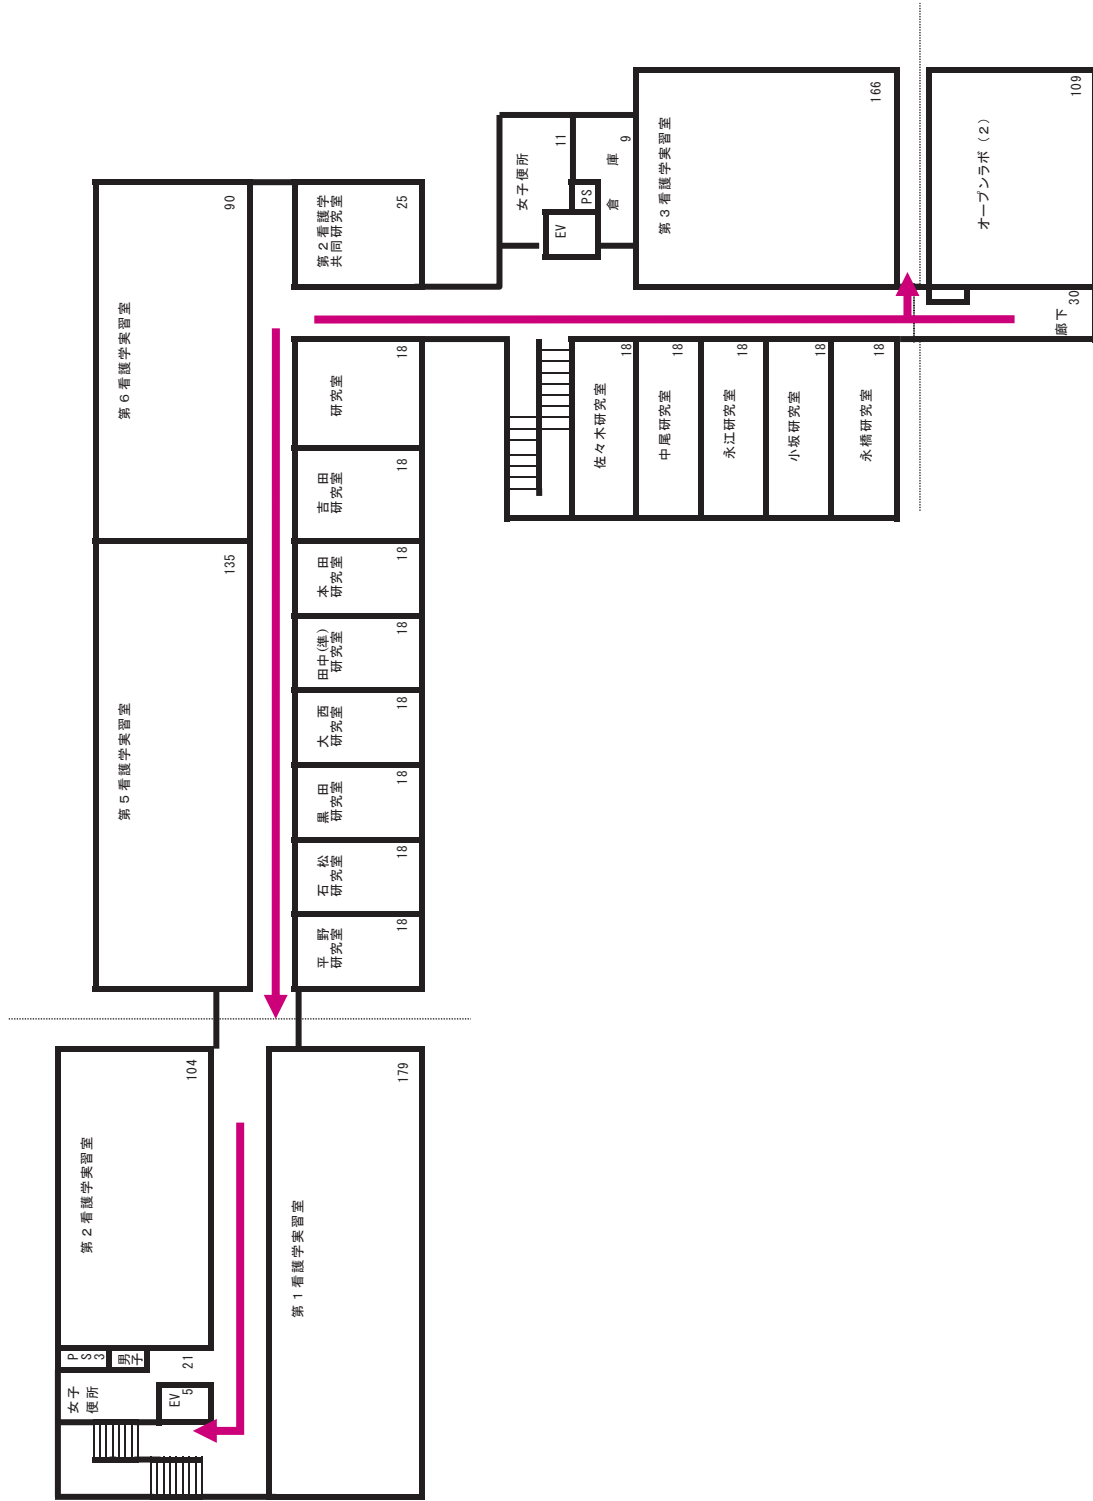 第3看護学実習室
166
オープンラボ(2)
109
廊下
30
女子便所
11
倉庫
9
PS
EV
第6看護学実習室
90
第2看護学
共同研究室
25
研究室
18
吉田
研究室
18
本田
研究室
18
田中(準)
研究室
18
大西
研究室
18
黒田
研究室
18
石松
研究室
18
平野
研究室
18
佐々木研究室
18
中尾研究室
18
永江研究室
18
小坂研究室
18
永橋研究室
18
第5看護学実習室
135
第2看護学実習室
104
第1看護学実習室
179
PS
3
男子
21
女子
便所
EV
5